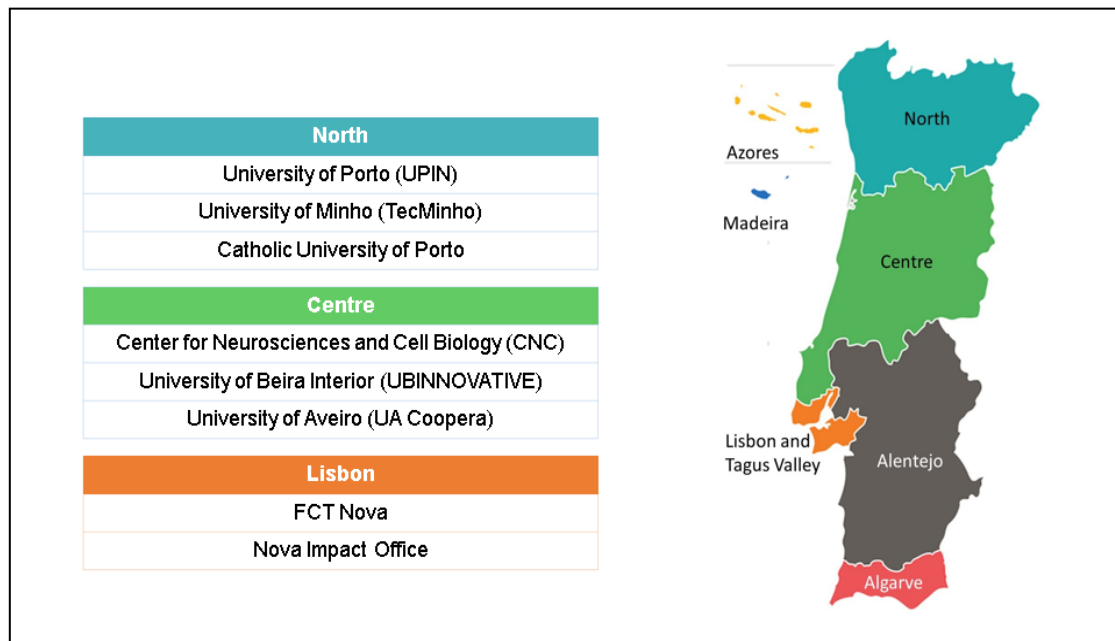 North
University of Porto (UPIN)
University of Minho (TecMinho)
Catholic University of Porto
Centre
Center for Neurosciences and Cell Biology (CNC)
University of Beira Interior (UBINNOVATIVE)
University of Aveiro (UA Coopera)
Lisbon
FCT Nova
Nova Impact Office
North
Azores
Madeira
Centre
Lisbon and
Tagus Valley
Alentejo
Algarve